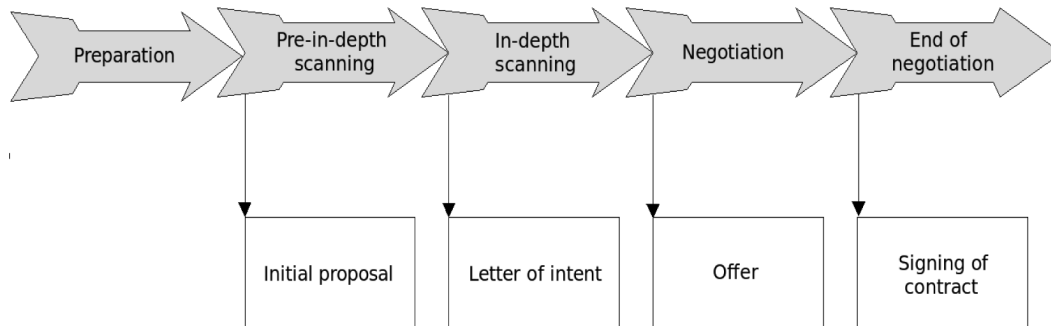 Preparation
Pre-in-depth
scanning
In-depth
scanning
Negotiation
End of
negotiation
Initial proposal
Letter of intent
Offer
Signing of
contract